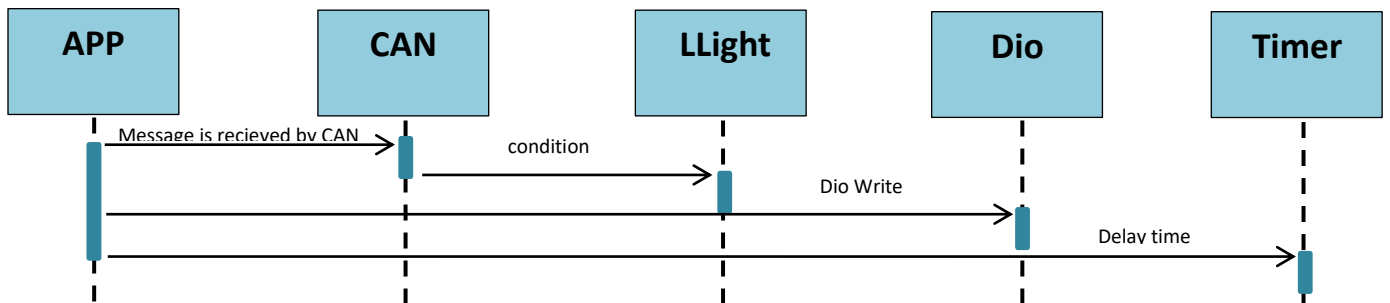 APP
CAN
LLight
Dio
Timer
Message is recieved by CAN
condition
Dio Write
Delay time